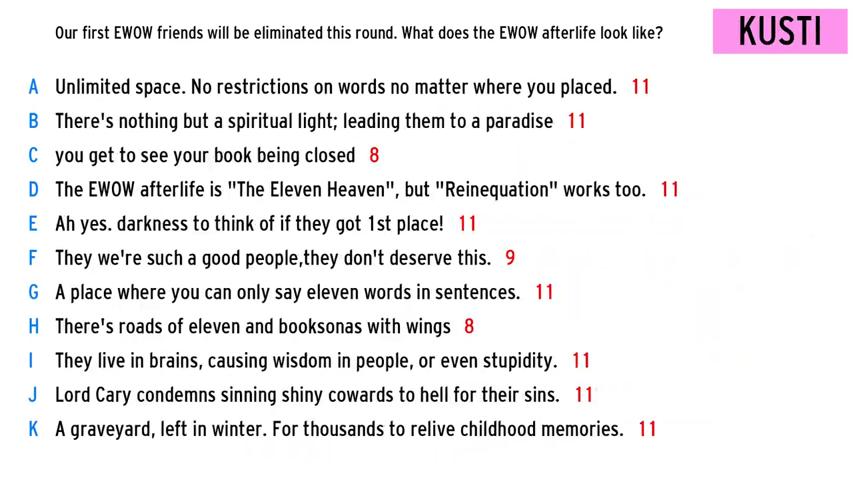 Our first EWOW friends will be eliminated this round. What does the EWOW afterlife look like?
KUSTI
A Unlimited space. No restrictions on words no matter where you placed. 11
B There's nothing but a spiritual light; leading them to a paradise 11
C you get to see your book being closed 8
D The EWOW afterlife is "The Eleven Heaven", but "Reinequation" works too. 11
E Ah yes. darkness to think of if they got 1st place! 11
F They we're such a good people,they don't deserve this. 9
G A place where you can only say eleven words in sentences. 11
H There's roads of eleven and booksonas with wings 8
I They live in brains, causing wisdom in people, or even stupidity. 11
J Lord Cary condemns sinning shiny cowards to hell for their sins. 11
K A graveyard, left in winter. For thousands to relive childhood memories. 11